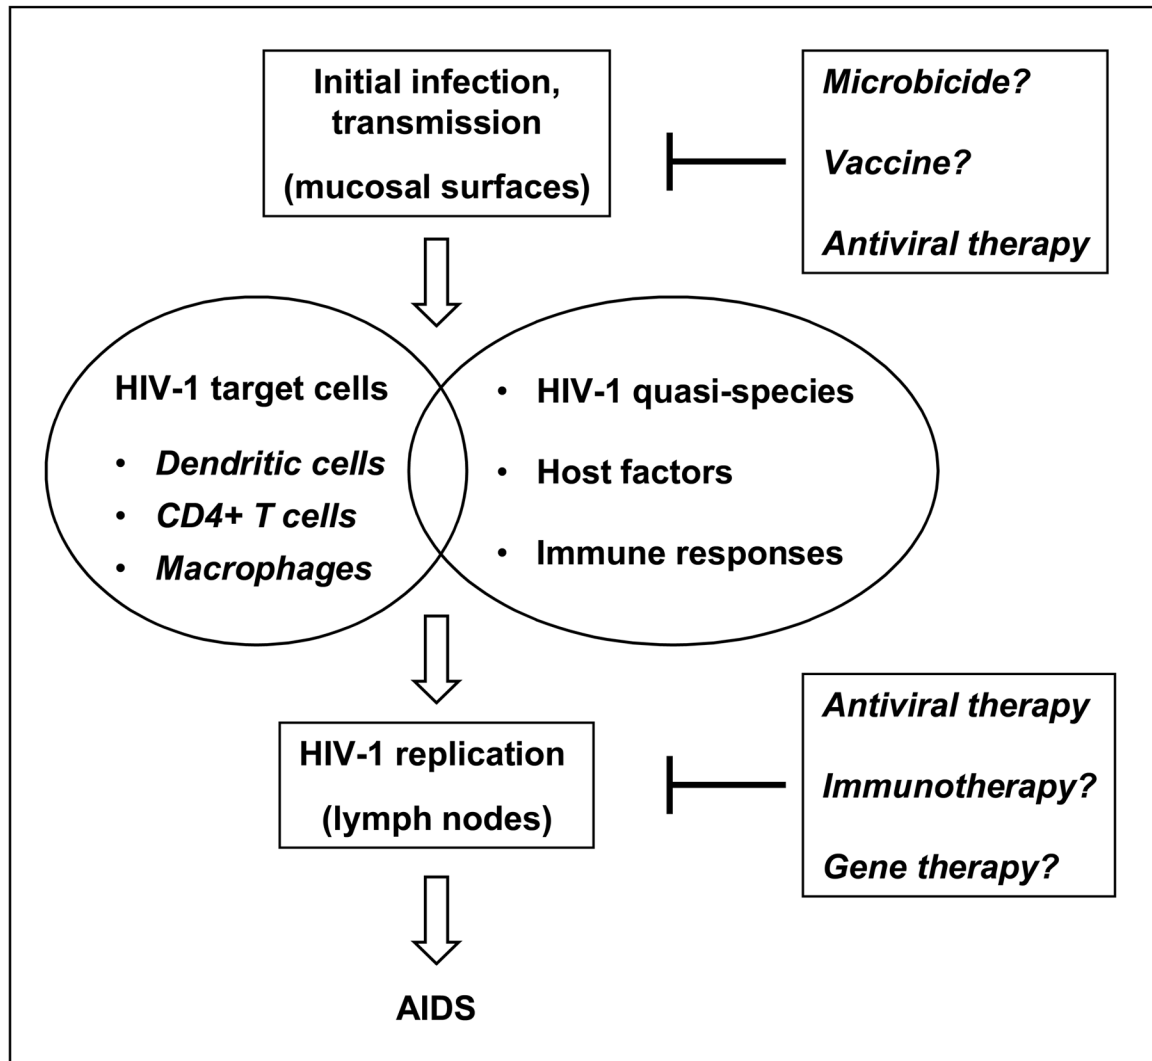 Initial infection,
transmission
(mucosal surfaces)
Microbicide?
Vaccine?
Antiviral therapy
HIV-1 target cells
• Dendritic cells
• CD4+ T cells
• Macrophages
• HIV-1 quasi-species
• Host factors
• Immune responses
HIV-1 replication
(lymph nodes)
Antiviral therapy
Immunotherapy?
Gene therapy?
AIDS